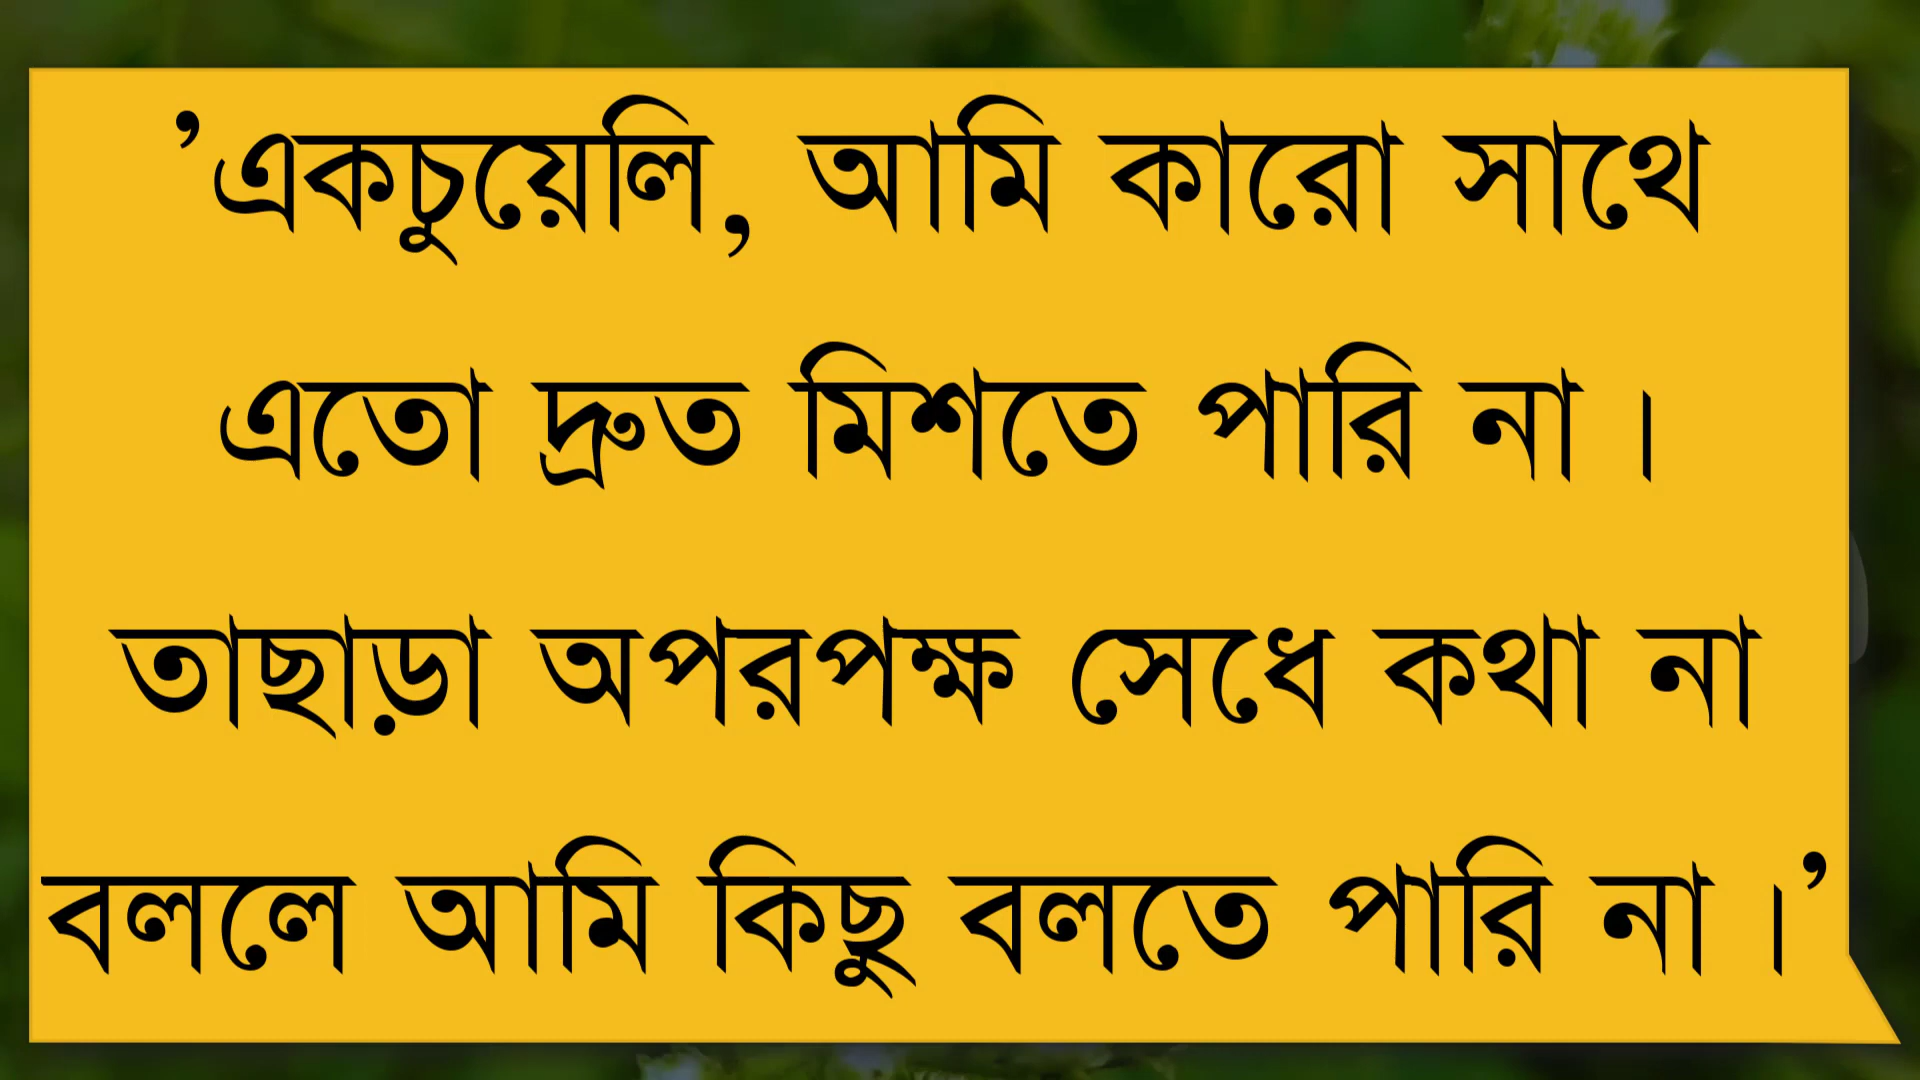 ’একচুয়েলি, আমি কারো সাথে
এতো দ্রুত মিশতে পারি না ।
তাছাড়া অপরপক্ষ সেধে কথা না
বললে আমি কিছু বলতে পারি না ।’